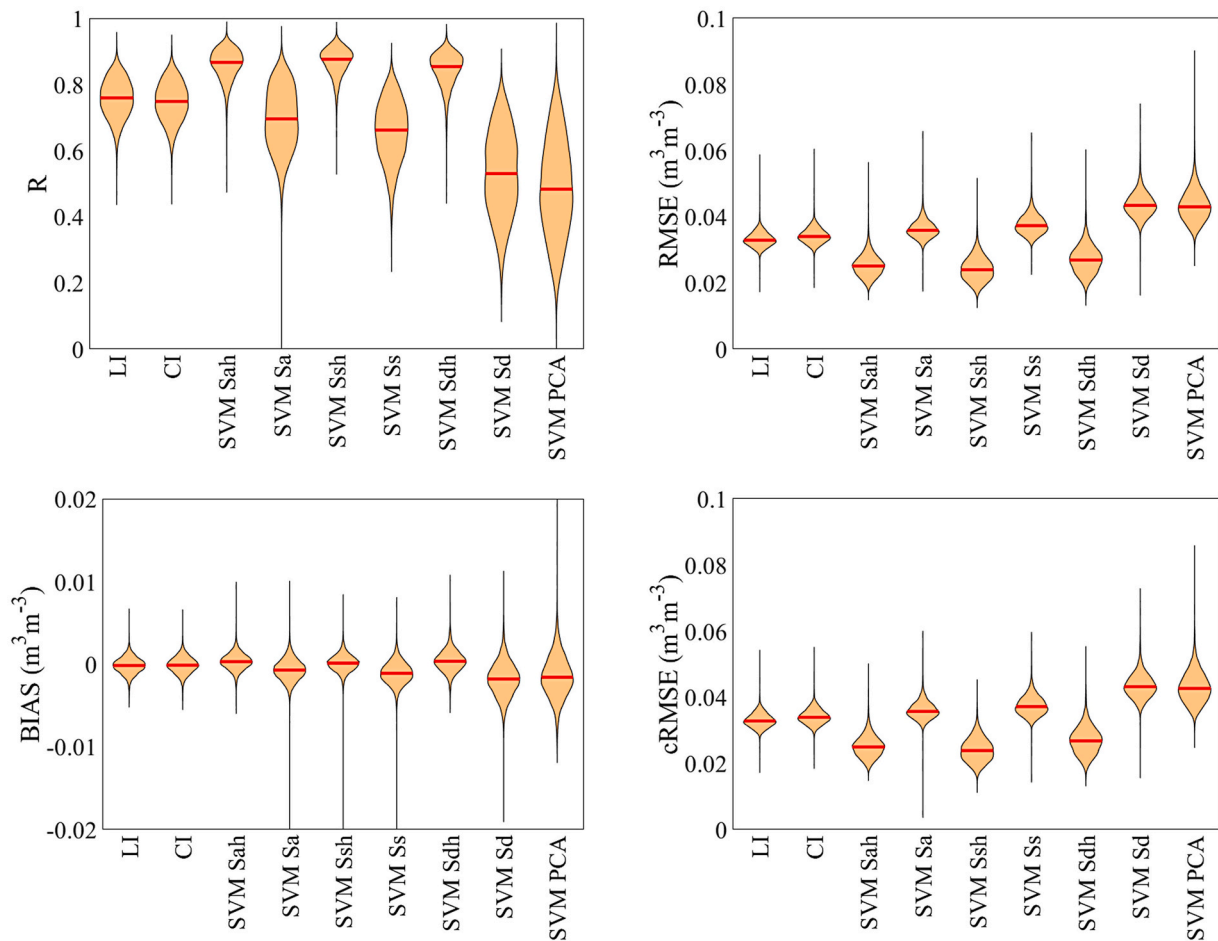 R
1
0.8
0.6
0.4
0.2
0
LI
CI
SVM Sah
SVM Sa
SVM Ssh
SVM Ss
SVM Sdh
SVM Sd
SVM PCA
RMSE (m³m⁻³)
0.1
0.08
0.06
0.04
0.02
0
LI
CI
SVM Sah
SVM Sa
SVM Ssh
SVM Ss
SVM Sdh
SVM Sd
SVM PCA
BIAS (m³m⁻³)
0.02
0.01
0
-0.01
-0.02
LI
CI
SVM Sah
SVM Sa
SVM Ssh
SVM Ss
SVM Sdh
SVM Sd
SVM PCA
cRMSE (m³m⁻³)
0.1
0.08
0.06
0.04
0.02
0
LI
CI
SVM Sah
SVM Sa
SVM Ssh
SVM Ss
SVM Sdh
SVM Sd
SVM PCA